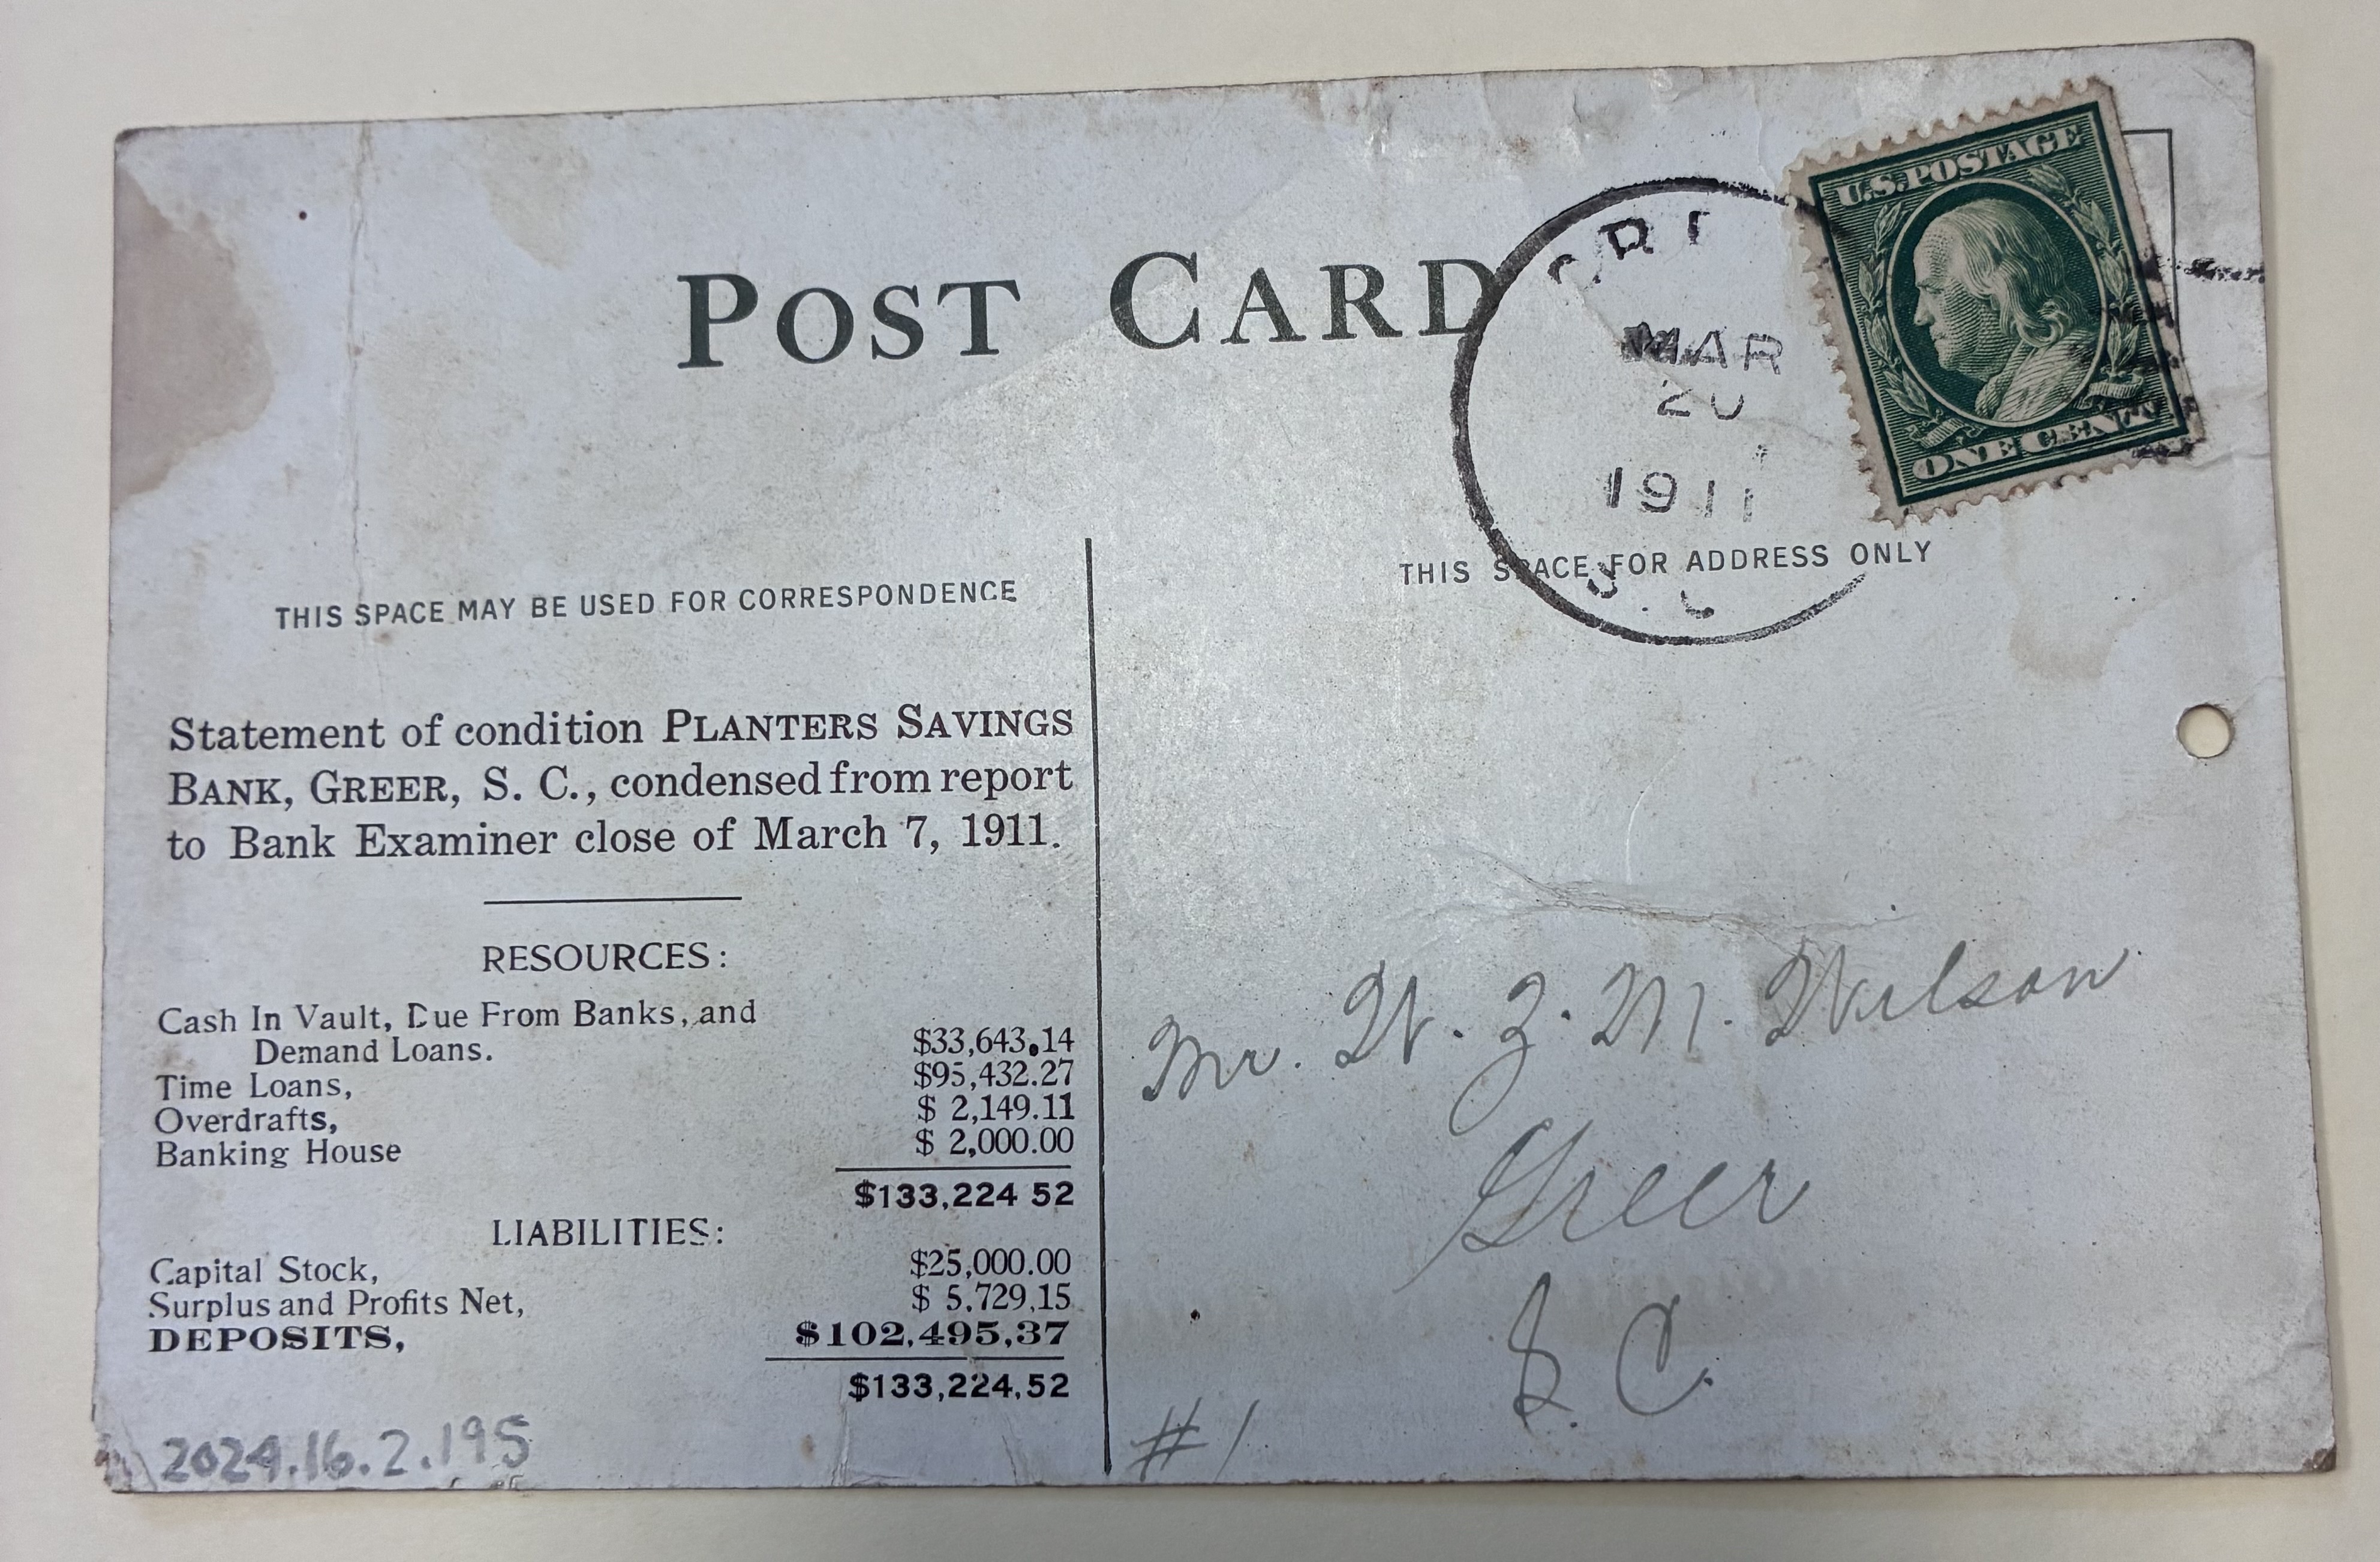 POST CARD
U.S. POSTAGE
ONE CENT
MAR
20
1911
THIS SPACE MAY BE USED FOR CORRESPONDENCE
THIS SPACE FOR ADDRESS ONLY
Statement of condition PLANTERS SAVINGS
BANK, GREER, S. C., condensed from report
to Bank Examiner close of March 7, 1911.
RESOURCES:
Cash In Vault, Due From Banks, and
Demand Loans. $33,643.14
Time Loans, $95,432.27
Overdrafts, $ 2,149.11
Banking House $ 2,000.00
$133,224 52
LIABILITIES:
Capital Stock, $25,000.00
Surplus and Profits Net, $ 5,729,15
DEPOSITS, $102,495,37
$133,224,52
2024.16.2.195
Mr. W. Z. M. Wilson
Greer
S. C.
#1